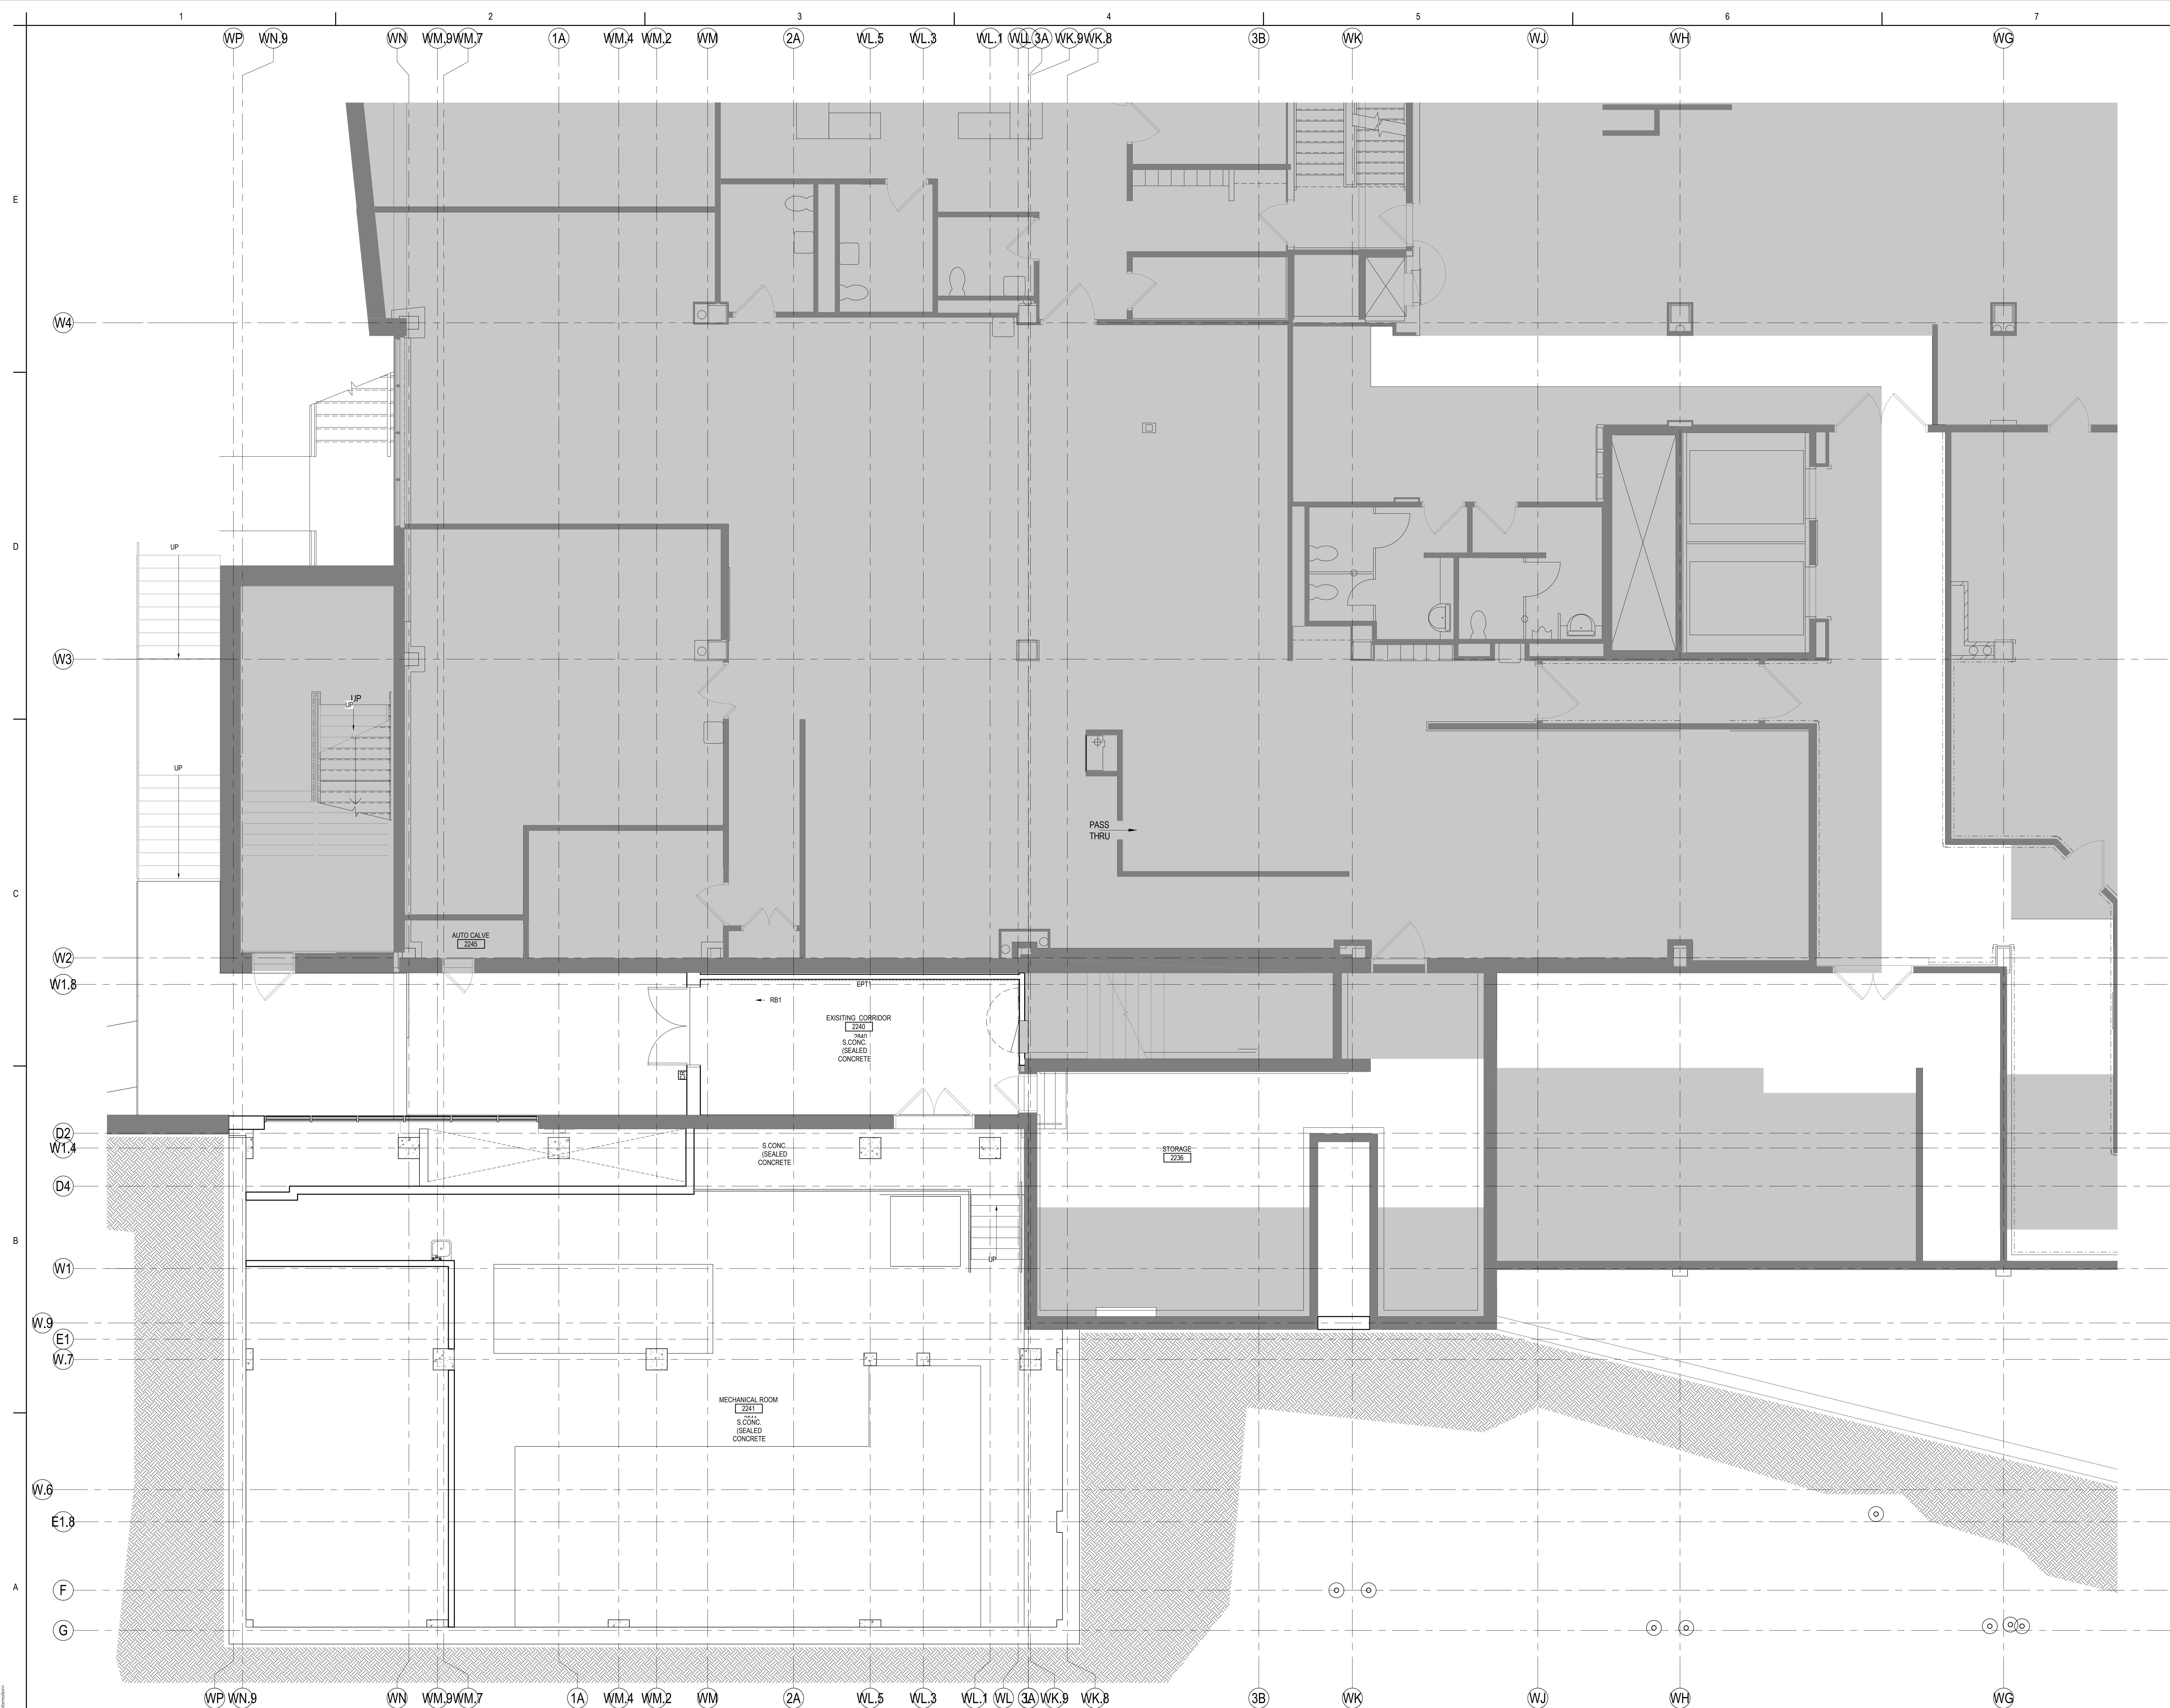 1 2 3 4 5 6 7
WP WN.9 WN WM.9 WM.7 1A WM.4 WM.2 WM 2A WL.5 WL.3 WL.1 WL 3A WK.9 WK.8 3B WK WJ WH WG
E
W4
D
UP
W3
UP
UP
UP
PASS
THRU
C
AUTO CALVE
2245
W2
W1.8
EPT1
RB1
EXISITING CORRIDOR
2240
S.CONC.
(SEALED
CONCRETE
CR
D2
W1.4
S.CONC.
(SEALED
CONCRETE
STORAGE
2236
D4
B
UP
W1
W.9
E1
W.7
MECHANICAL ROOM
2241
S.CONC.
(SEALED
CONCRETE
W.6
E1.8
A
F
G
WP WN.9 WN WM.9 WM.7 1A WM.4 WM.2 WM 2A WL.5 WL.3 WL.1 WL 3A WK.9 WK.8 3B WK WJ WH WG